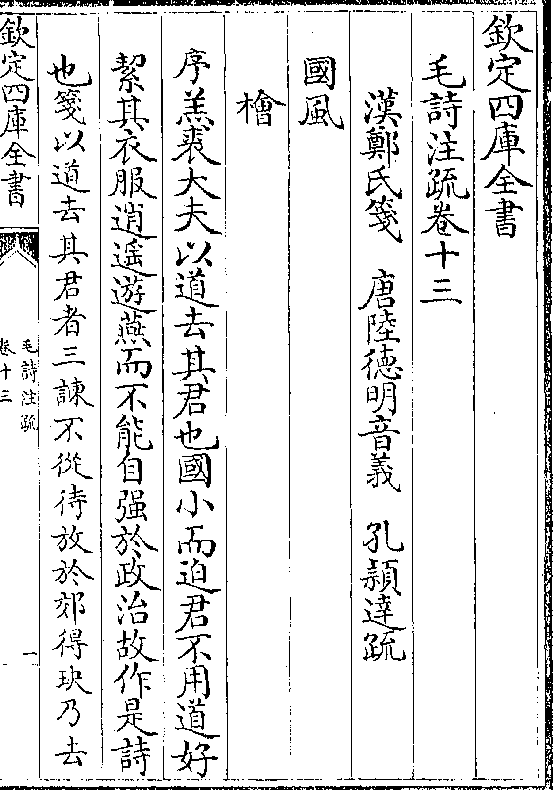 欽定四庫全書
毛詩注疏卷十三
漢鄭氏箋　唐陸徳明音義　孔頴達疏
國風
檜
序羔裘大夫以道去其君也國小而迫君不用道好
絜其衣服逍遥遊燕而不能自强於政治故作是詩
也箋以道去其君者三諫不從待放於郊得玦乃去
欽定四庫全書
毛詩注疏
卷十三
一